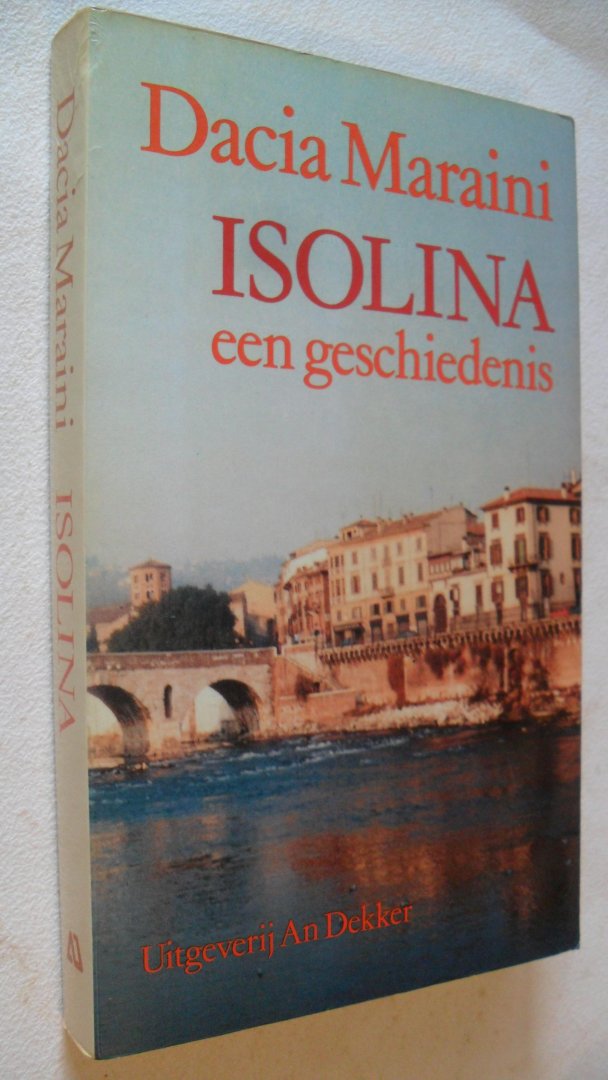 Dacia Maraini
ISOLINA
een geschiedenis
Uitgeverij An Dekker
Dacia Maraini ISOLINA